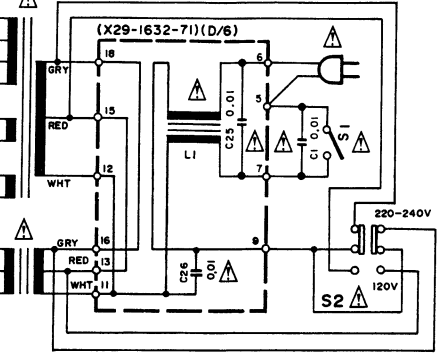 (X29-1632-71)(D/6)
18
GRY
6
15
RED
5
0.01
C25
L1
C1
0.01
S1
12
WHT
7
220-240V
16
GRY
9
13
RED
C26
0.01
11
WHT
S2
120V